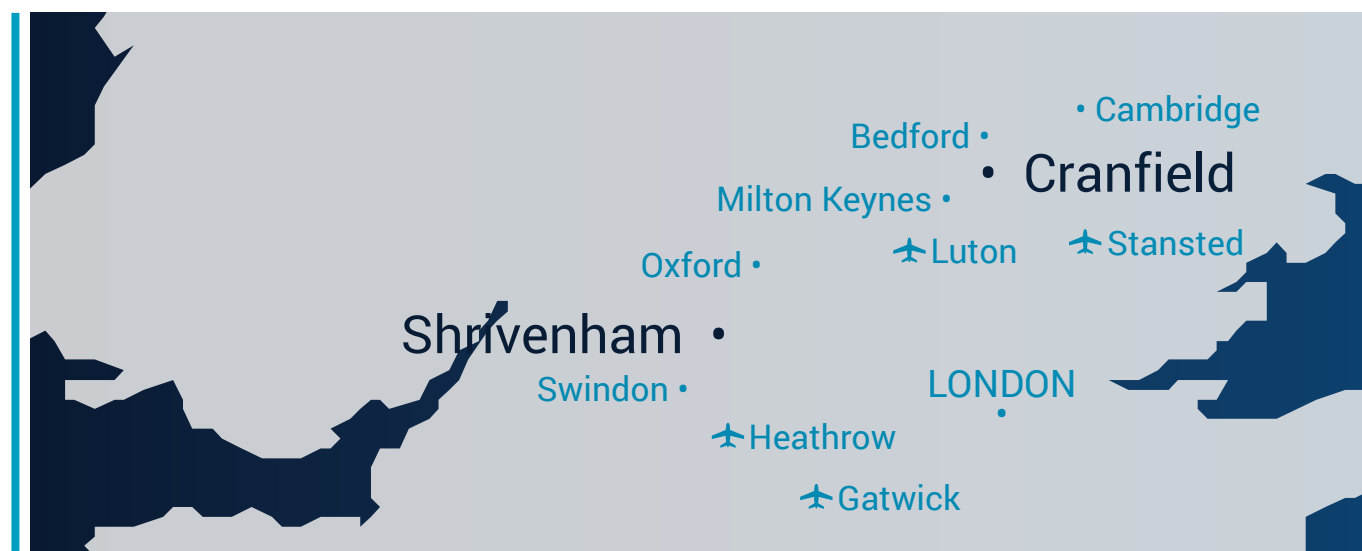 Cambridge
Bedford
Cranfield
Milton Keynes
Luton
Stansted
Oxford
Shrivenham
Swindon
LONDON
Heathrow
Gatwick